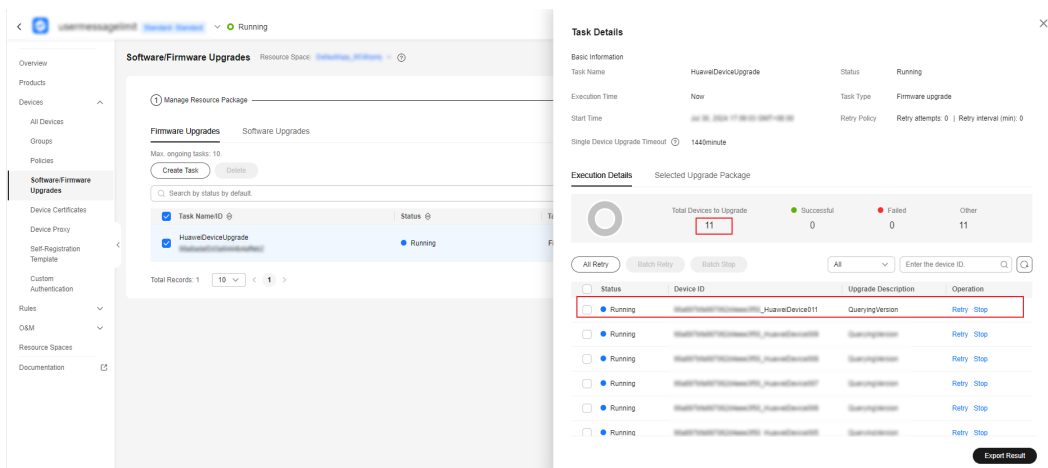 Running
Overview
Products
Devices
All Devices
Groups
Policies
Software/Firmware
Upgrades
Device Certificates
Device Proxy
Self-Registration
Template
Custom
Authentication
Rules
O&M
Resource Spaces
Documentation
Software/Firmware Upgrades Resource Space:
1 Manage Resource Package
Firmware Upgrades Software Upgrades
Max. ongoing tasks: 10.
Create Task Delete
Search by status by default.
Task Name/ID Status
HuaweiDeviceUpgrade Running
Total Records: 1 10 < 1 >
Task Details
Basic Information
Task Name HuaweiDeviceUpgrade Status Running
Execution Time Now Task Type Firmware upgrade
Start Time Retry Policy Retry attempts: 0 | Retry interval (min): 0
Single Device Upgrade Timeout 1440minute
Execution Details Selected Upgrade Package
Total Devices to Upgrade Successful Failed Other
11 0 0 11
All Retry Batch Retry Batch Stop All Enter the device ID.
Status Device ID Upgrade Description Operation
Running _HuaweiDevice011 QueryingVersion Retry Stop
Running Retry Stop
Running Retry Stop
Running Retry Stop
Running Retry Stop
Running Retry Stop
Export Result